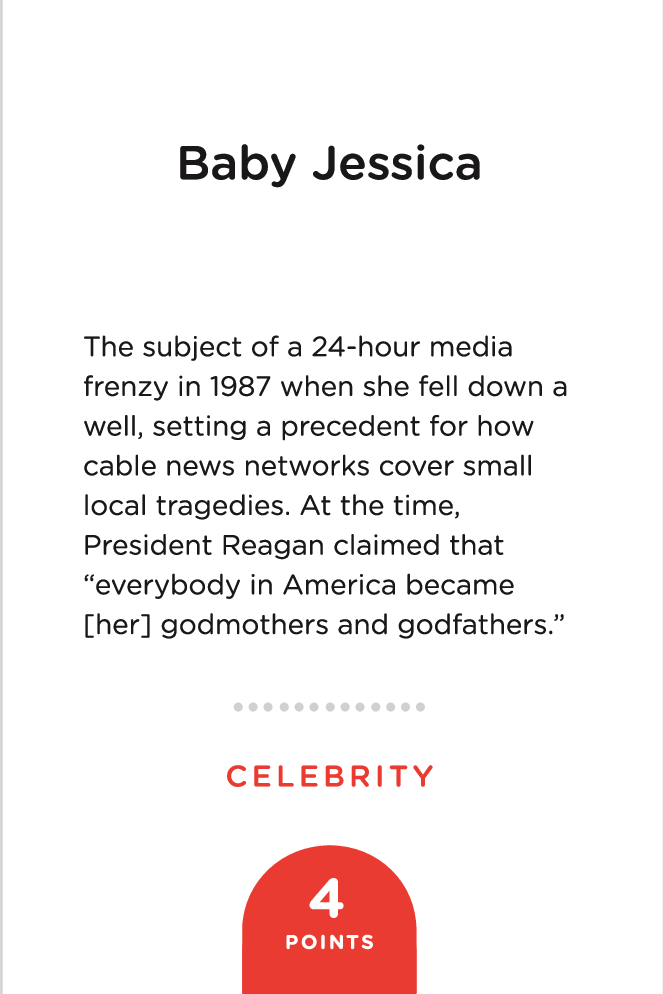 Baby Jessica
The subject of a 24-hour media
frenzy in 1987 when she fell down a
well, setting a precedent for how
cable news networks cover small
local tragedies. At the time,
President Reagan claimed that
“everybody in America became
[her] godmothers and godfathers.”
CELEBRITY
4
POINTS